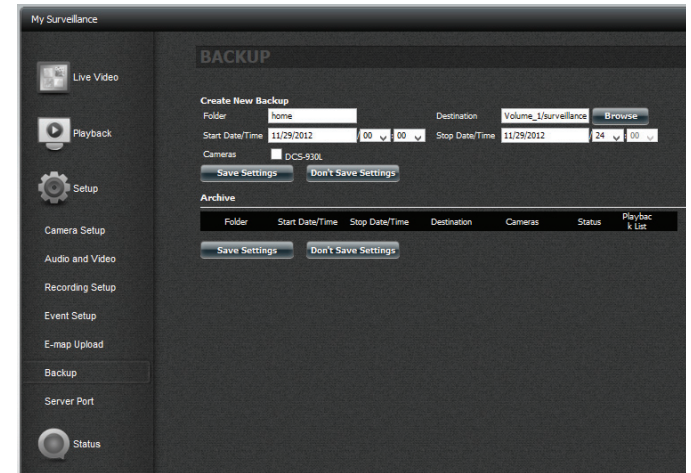 My Surveillance
Live Video
Playback
Setup
Camera Setup
Audio and Video
Recording Setup
Event Setup
E-map Upload
Backup
Server Port
Status
BACKUP
Create New Backup
Folder home Destination Volume_1/surveillance Browse
Start Date/Time 11/29/2012 / 00 : 00 Stop Date/Time 11/29/2012 / 24 : 00
Cameras DCS-930L
Save Settings Don't Save Settings
Archive
Folder Start Date/Time Stop Date/Time Destination Cameras Status Playbac
k List
Save Settings Don't Save Settings